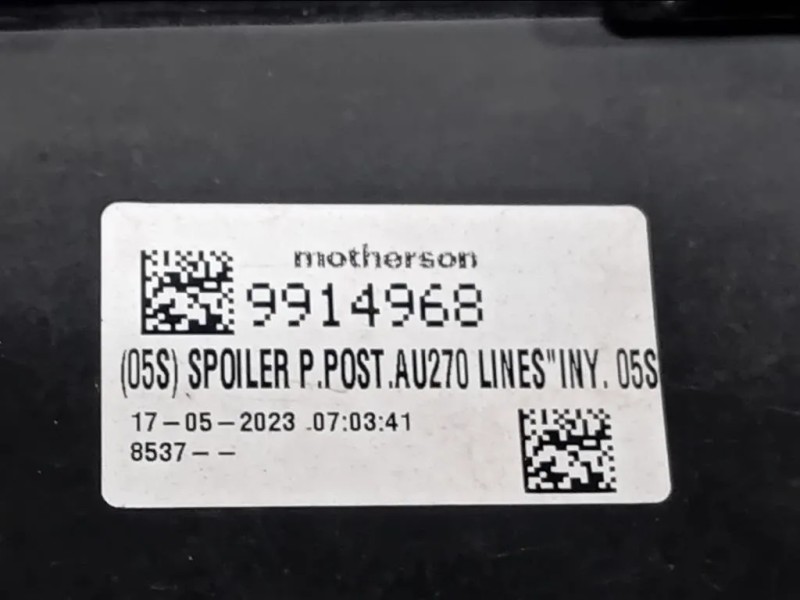 motherson
9914968
(05S) SPOILER P.POST.AU270 LINES"INY. 05S
17-05-2023 .07:03:41
8537--